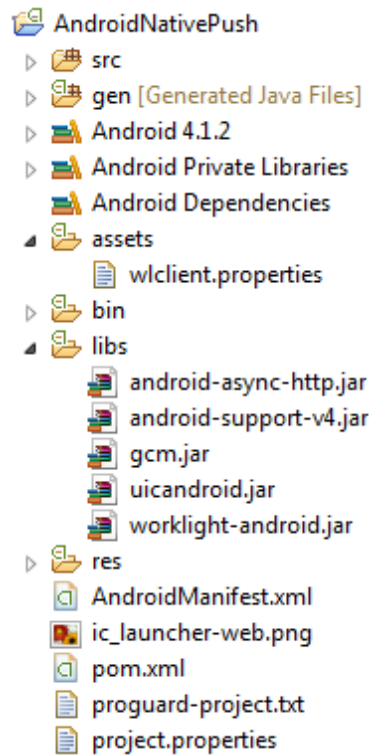 AndroidNativePush
src
gen [Generated Java Files]
Android 4.1.2
Android Private Libraries
Android Dependencies
assets
wlclient.properties
bin
libs
android-async-http.jar
android-support-v4.jar
gcm.jar
uicandroid.jar
worklight-android.jar
res
AndroidManifest.xml
ic_launcher-web.png
pom.xml
proguard-project.txt
project.properties